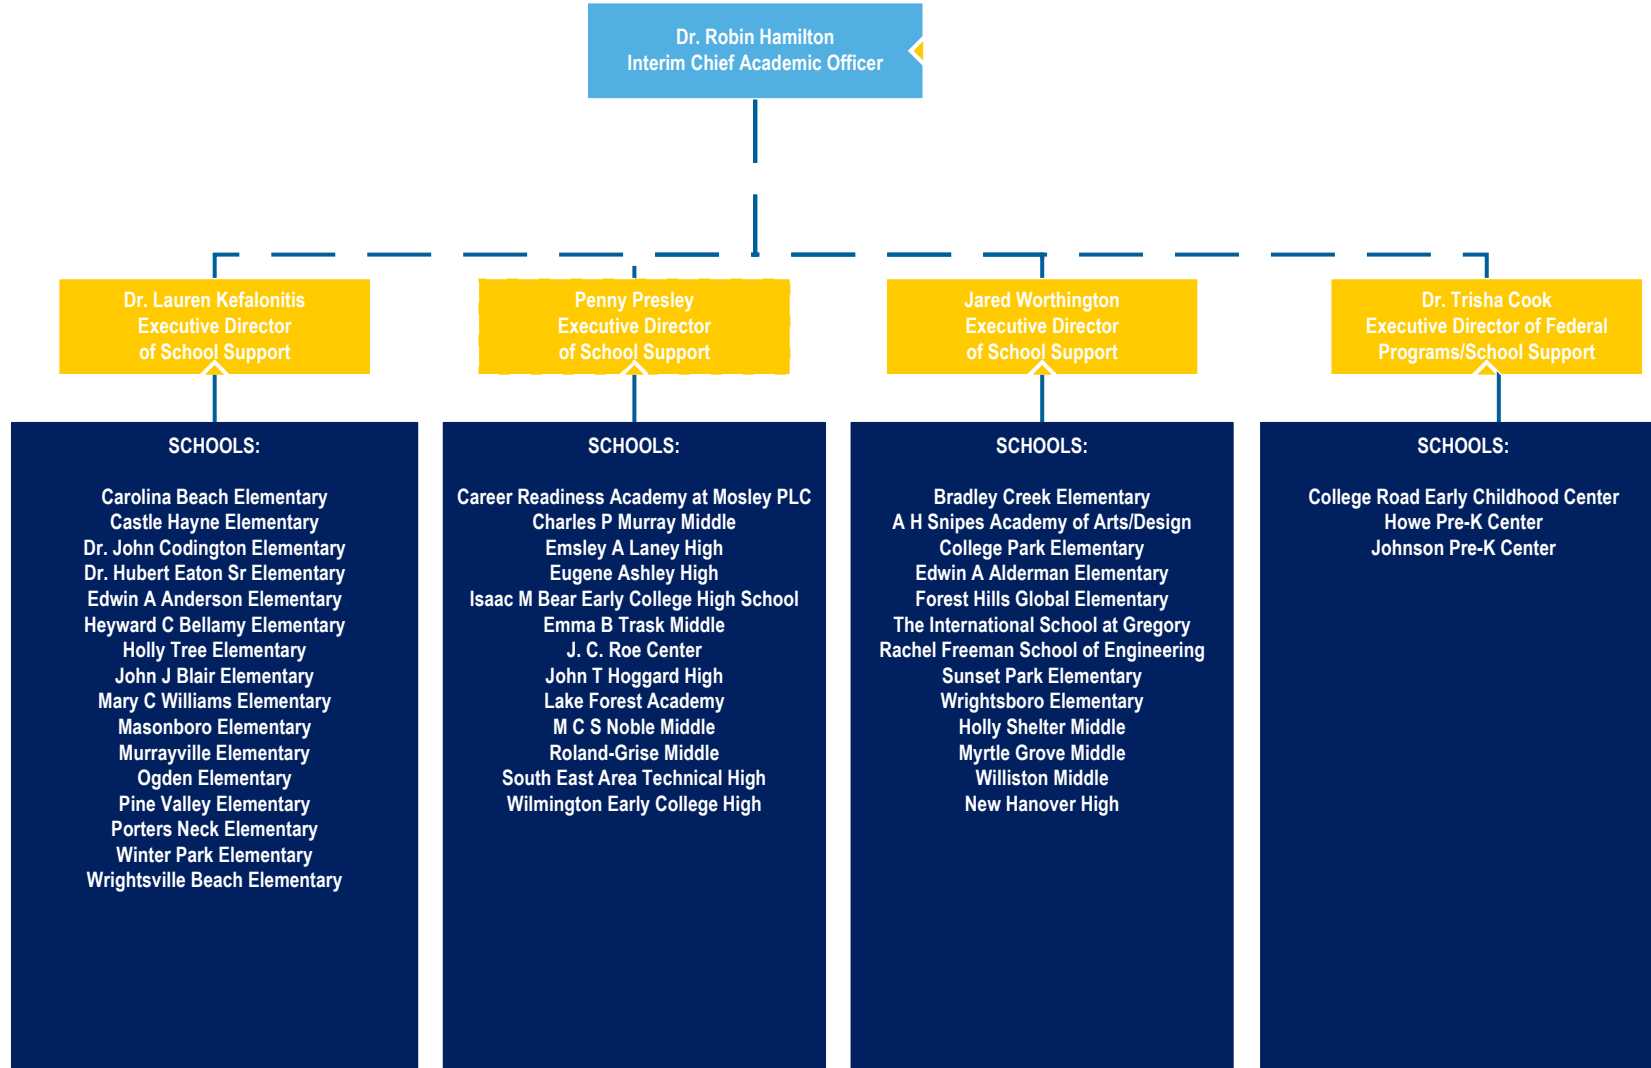 Dr. Robin Hamilton
Interim Chief Academic Officer
Dr. Lauren Kefalonitis
Executive Director
of School Support
Penny Presley
Executive Director
of School Support
Jared Worthington
Executive Director
of School Support
Dr. Trisha Cook
Executive Director of Federal
Programs/School Support
SCHOOLS:
Carolina Beach Elementary
Castle Hayne Elementary
Dr. John Codington Elementary
Dr. Hubert Eaton Sr Elementary
Edwin A Anderson Elementary
Heyward C Bellamy Elementary
Holly Tree Elementary
John J Blair Elementary
Mary C Williams Elementary
Masonboro Elementary
Murrayville Elementary
Ogden Elementary
Pine Valley Elementary
Porters Neck Elementary
Winter Park Elementary
Wrightsville Beach Elementary
SCHOOLS:
Career Readiness Academy at Mosley PLC
Charles P Murray Middle
Emsley A Laney High
Eugene Ashley High
Isaac M Bear Early College High School
Emma B Trask Middle
J. C. Roe Center
John T Hoggard High
Lake Forest Academy
M C S Noble Middle
Roland-Grise Middle
South East Area Technical High
Wilmington Early College High
SCHOOLS:
Bradley Creek Elementary
A H Snipes Academy of Arts/Design
College Park Elementary
Edwin A Alderman Elementary
Forest Hills Global Elementary
The International School at Gregory
Rachel Freeman School of Engineering
Sunset Park Elementary
Wrightsboro Elementary
Holly Shelter Middle
Myrtle Grove Middle
Williston Middle
New Hanover High
SCHOOLS:
College Road Early Childhood Center
Howe Pre-K Center
Johnson Pre-K Center